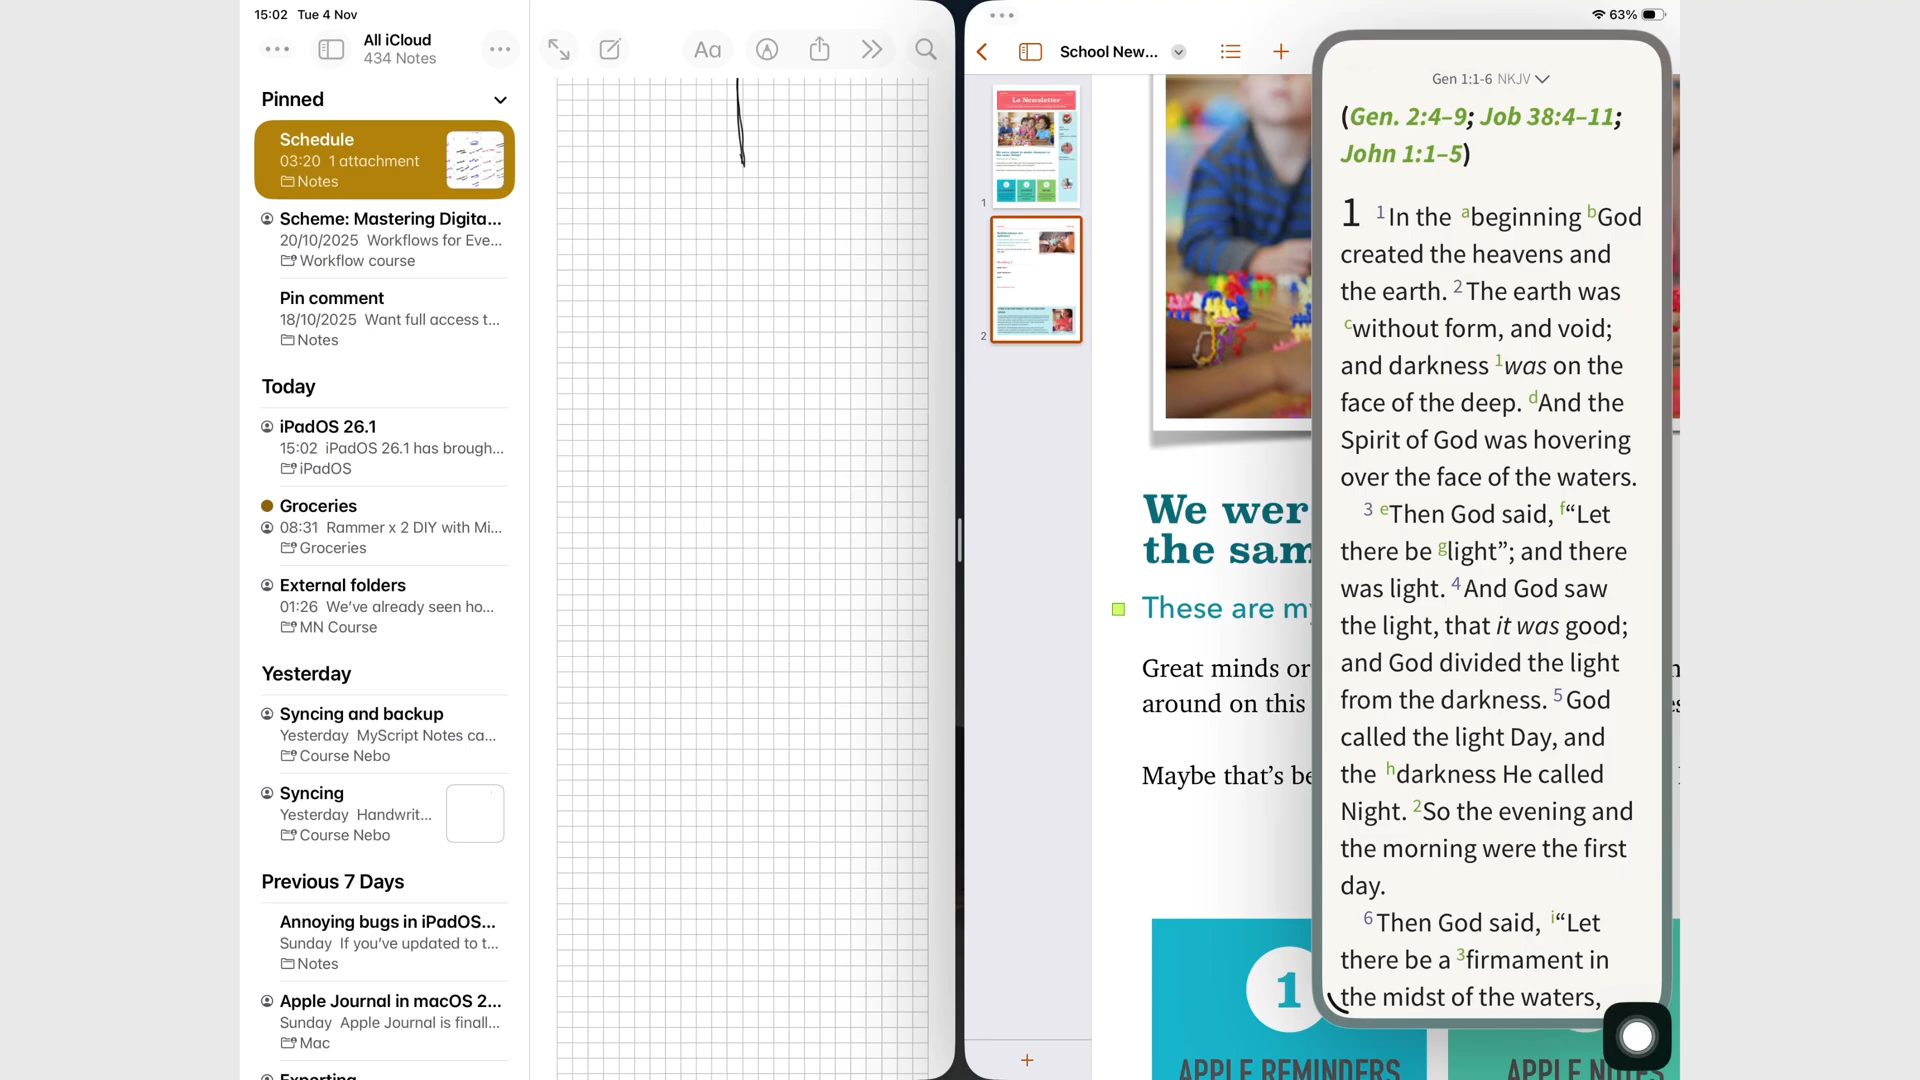 15:02 Tue 4 Nov
All iCloud
434 Notes
Pinned
Schedule
03:20 1 attachment
Notes
Scheme: Mastering Digita...
20/10/2025 Workflows for Eve...
Workflow course
Pin comment
18/10/2025 Want full access t...
Notes
Today
iPadOS 26.1
15:02 iPadOS 26.1 has brough...
iPadOS
Groceries
08:31 Rammer x 2 DIY with Mi...
Groceries
External folders
01:26 We've already seen ho...
MN Course
Yesterday
Syncing and backup
Yesterday MyScript Notes ca...
Course Nebo
Syncing
Yesterday Handwrit...
Course Nebo
Previous 7 Days
Annoying bugs in iPadOS...
Sunday If you've updated to t...
Notes
Apple Journal in macOS 2...
Sunday Apple Journal is finall...
Mac
Aa
63%
School New...
Le Newsletter
1
2
We wer
the sam
These are my
Great minds or
around on this
Maybe that's be
1
APPLE REMINDERS
APPLE NOTES
Gen 1:1-6 NKJV
(Gen. 2:4–9; Job 38:4–11;
John 1:1–5)
1 1In the abeginning bGod
created the heavens and
the earth. 2The earth was
cwithout form, and void;
and darkness 1was on the
face of the deep. dAnd the
Spirit of God was hovering
over the face of the waters.
3 eThen God said, f“Let
there be glight”; and there
was light. 4And God saw
the light, that it was good;
and God divided the light
from the darkness. 5God
called the light Day, and
the hdarkness He called
Night. 2So the evening and
the morning were the first
day.
6Then God said, i“Let
there be a 3firmament in
the midst of the waters,